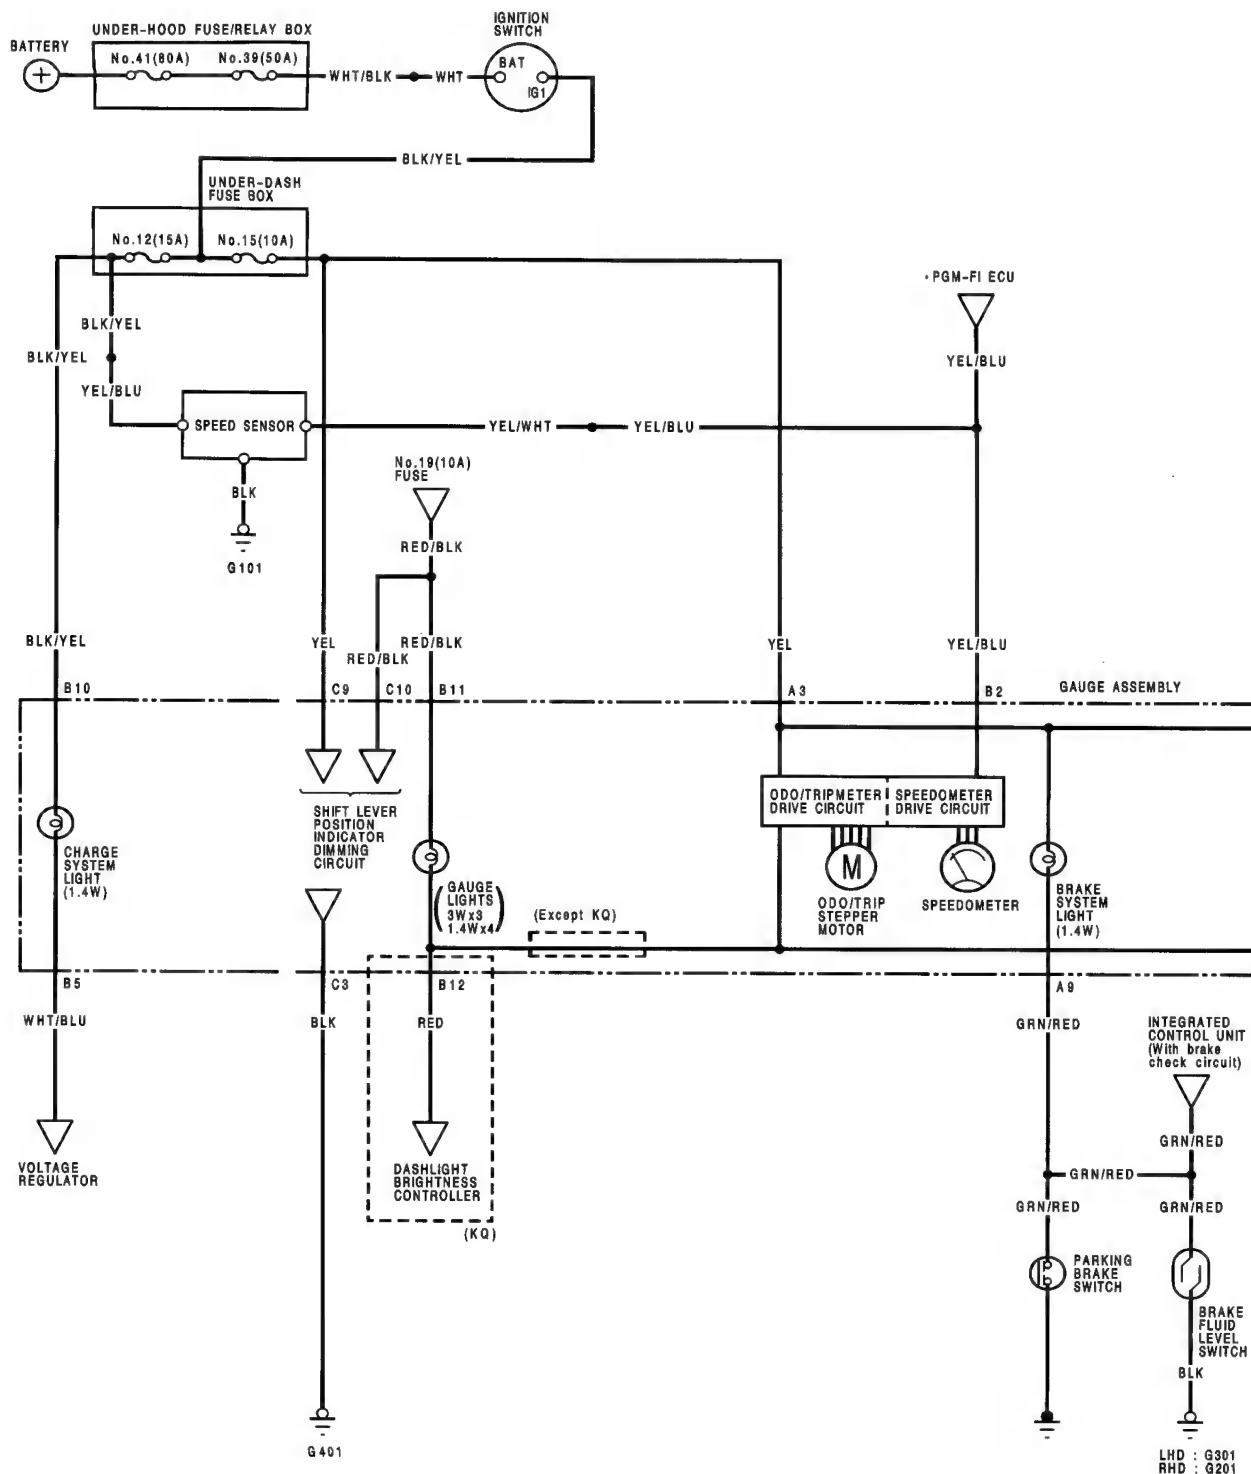 IGNITION
SWITCH
UNDER-HOOD FUSE/RELAY BOX
BATTERY
No.41(80A)
No.39(50A)
WHT/BLK
WHT
BAT
IG1
BLK/YEL
UNDER-DASH
FUSE BOX
No.12(15A)
No.15(10A)
PGM-FI ECU
BLK/YEL
BLK/YEL
YEL/BLU
YEL/BLU
SPEED SENSOR
YEL/WHT
YEL/BLU
No.19(10A)
FUSE
BLK
G101
RED/BLK
BLK/YEL
YEL
RED/BLK
RED/BLK
YEL
YEL/BLU
B10
C9
C10
B11
A3
B2
GAUGE ASSEMBLY
ODO/TRIPMETER
DRIVE CIRCUIT
SPEEDOMETER
DRIVE CIRCUIT
SHIFT LEVER
POSITION
INDICATOR
DIMMING
CIRCUIT
CHARGE
SYSTEM
LIGHT
(1.4W)
M
GAUGE
LIGHTS
3Wx3
1.4Wx4
(Except KQ)
ODO/TRIP
STEPPER
MOTOR
SPEEDOMETER
BRAKE
SYSTEM
LIGHT
(1.4W)
B5
C3
B12
A9
WHT/BLU
BLK
RED
GRN/RED
INTEGRATED
CONTROL UNIT
(With brake
check circuit)
VOLTAGE
REGULATOR
DASHLIGHT
BRIGHTNESS
CONTROLLER
(KQ)
GRN/RED
GRN/RED
GRN/RED
GRN/RED
PARKING
BRAKE
SWITCH
BRAKE
FLUID
LEVEL
SWITCH
BLK
G401
LHD : G301
RHD : G201